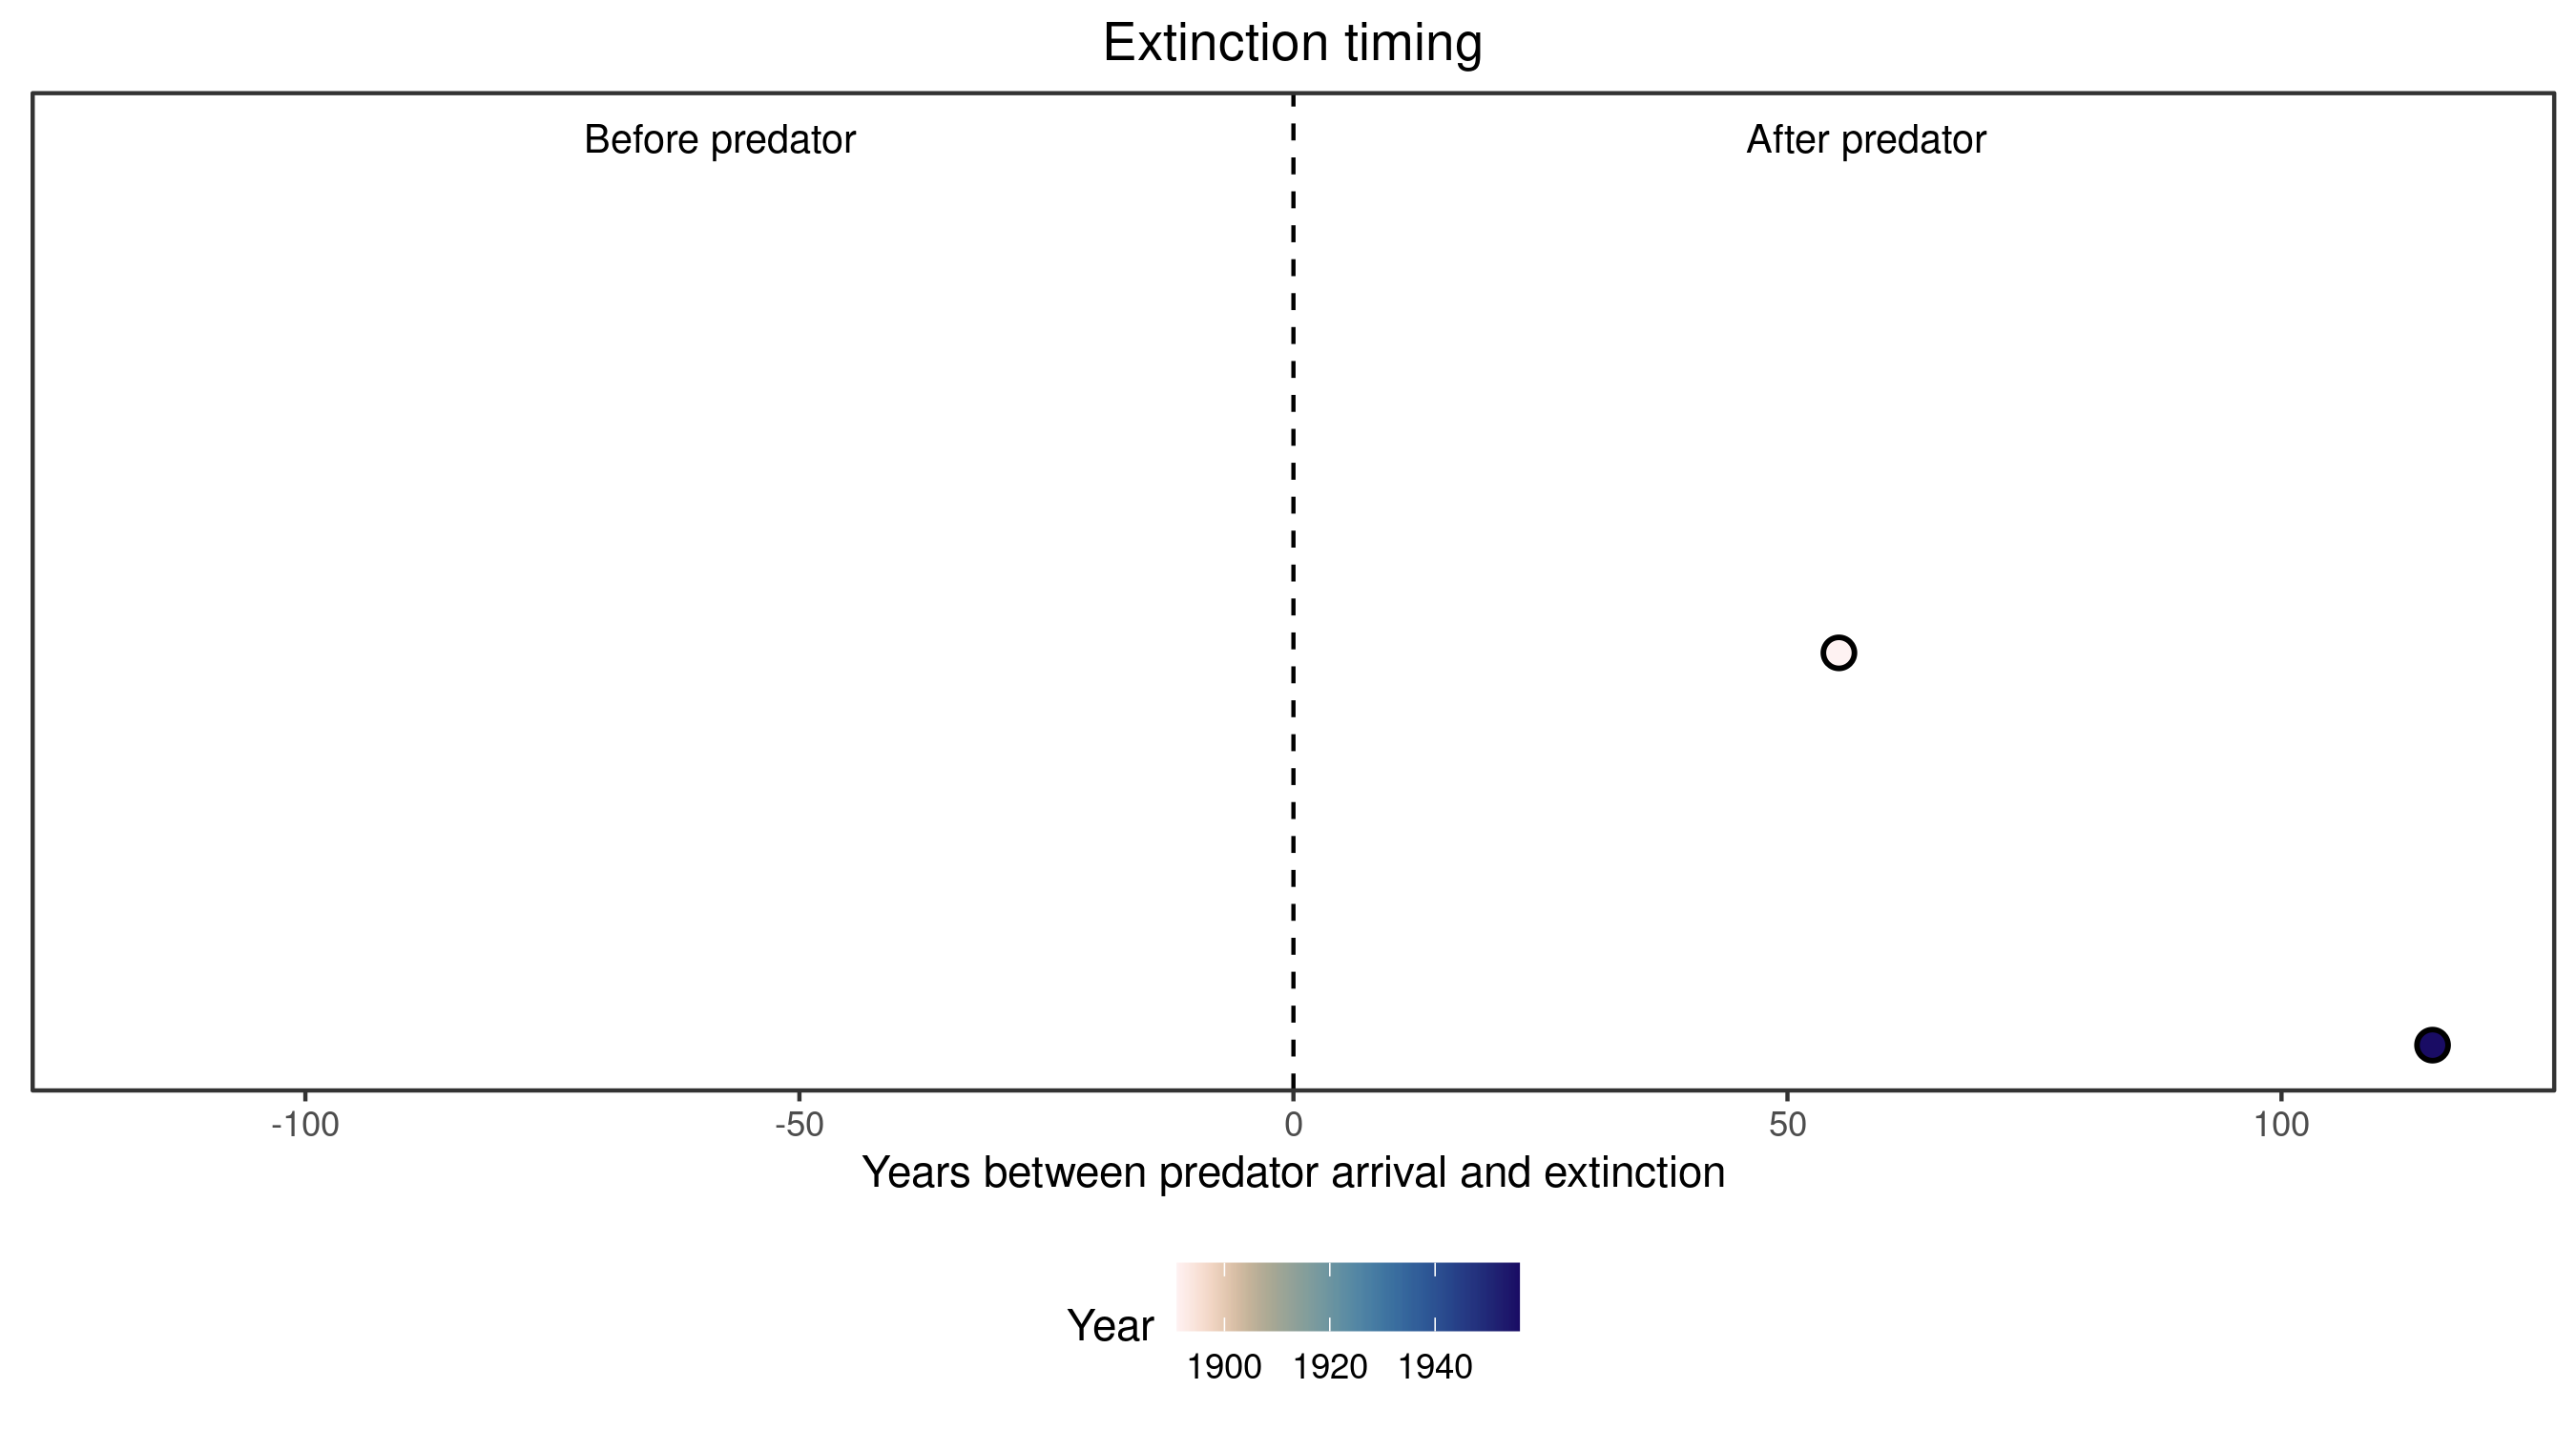 Extinction timing
Before predator
After predator
-100
-50
0
50
100
Years between predator arrival and extinction
Year
1900
1920
1940